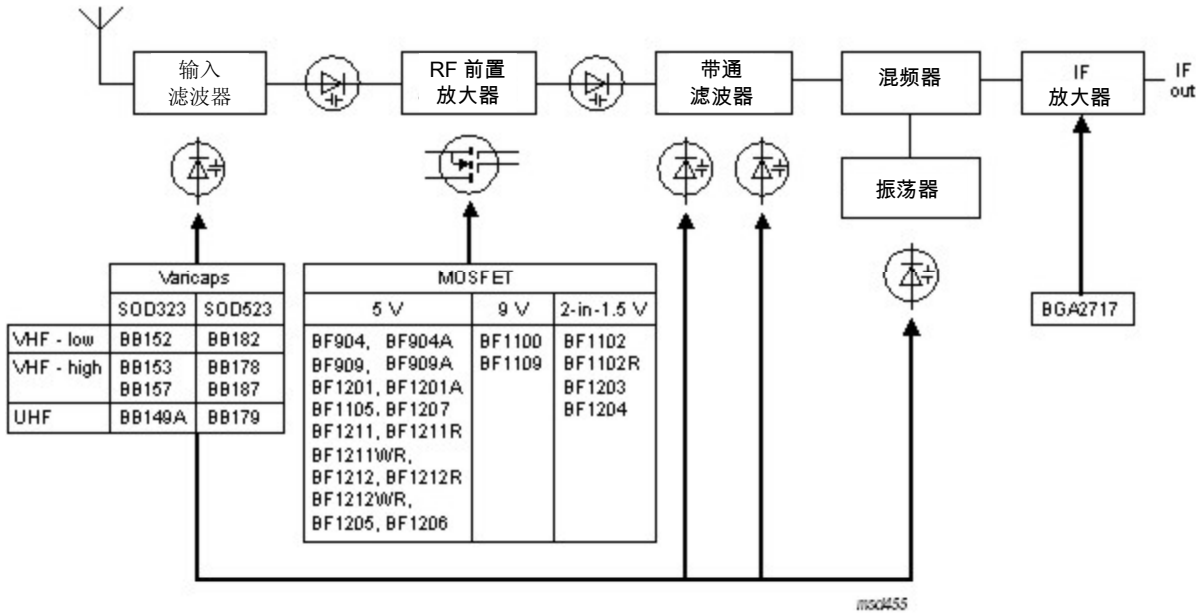 输入
滤波器
RF 前置
放大器
带通
滤波器
混频器
IF
放大器
IF
out
振荡器
Varicaps
SOD323 SOD523
VHF - low BB152 BB182
VHF - high BB153 BB178
BB157 BB187
UHF BB149A BB179
MOSFET
5 V 9 V 2-in-1.5 V
BF904, BF904A BF1100 BF1102
BF909, BF909A BF1109 BF1102R
BF1201, BF1201A BF1203
BF1105, BF1207 BF1204
BF1211, BF1211R
BF1211WR,
BF1212, BF1212R
BF1212WR,
BF1205, BF1206
BGA2717
msd455